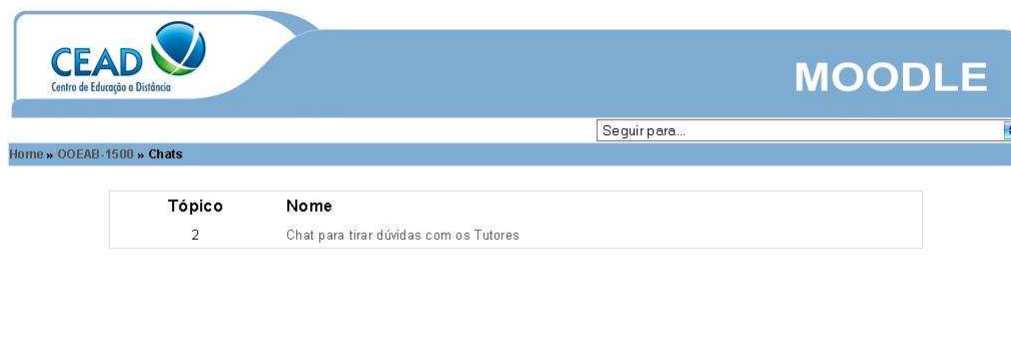 CEAD
Centro de Educação a Distância
MOODLE
Seguir para...
Home » OOEAB-1500 » Chats
Tópico Nome
2 Chat para tirar dúvidas com os Tutores